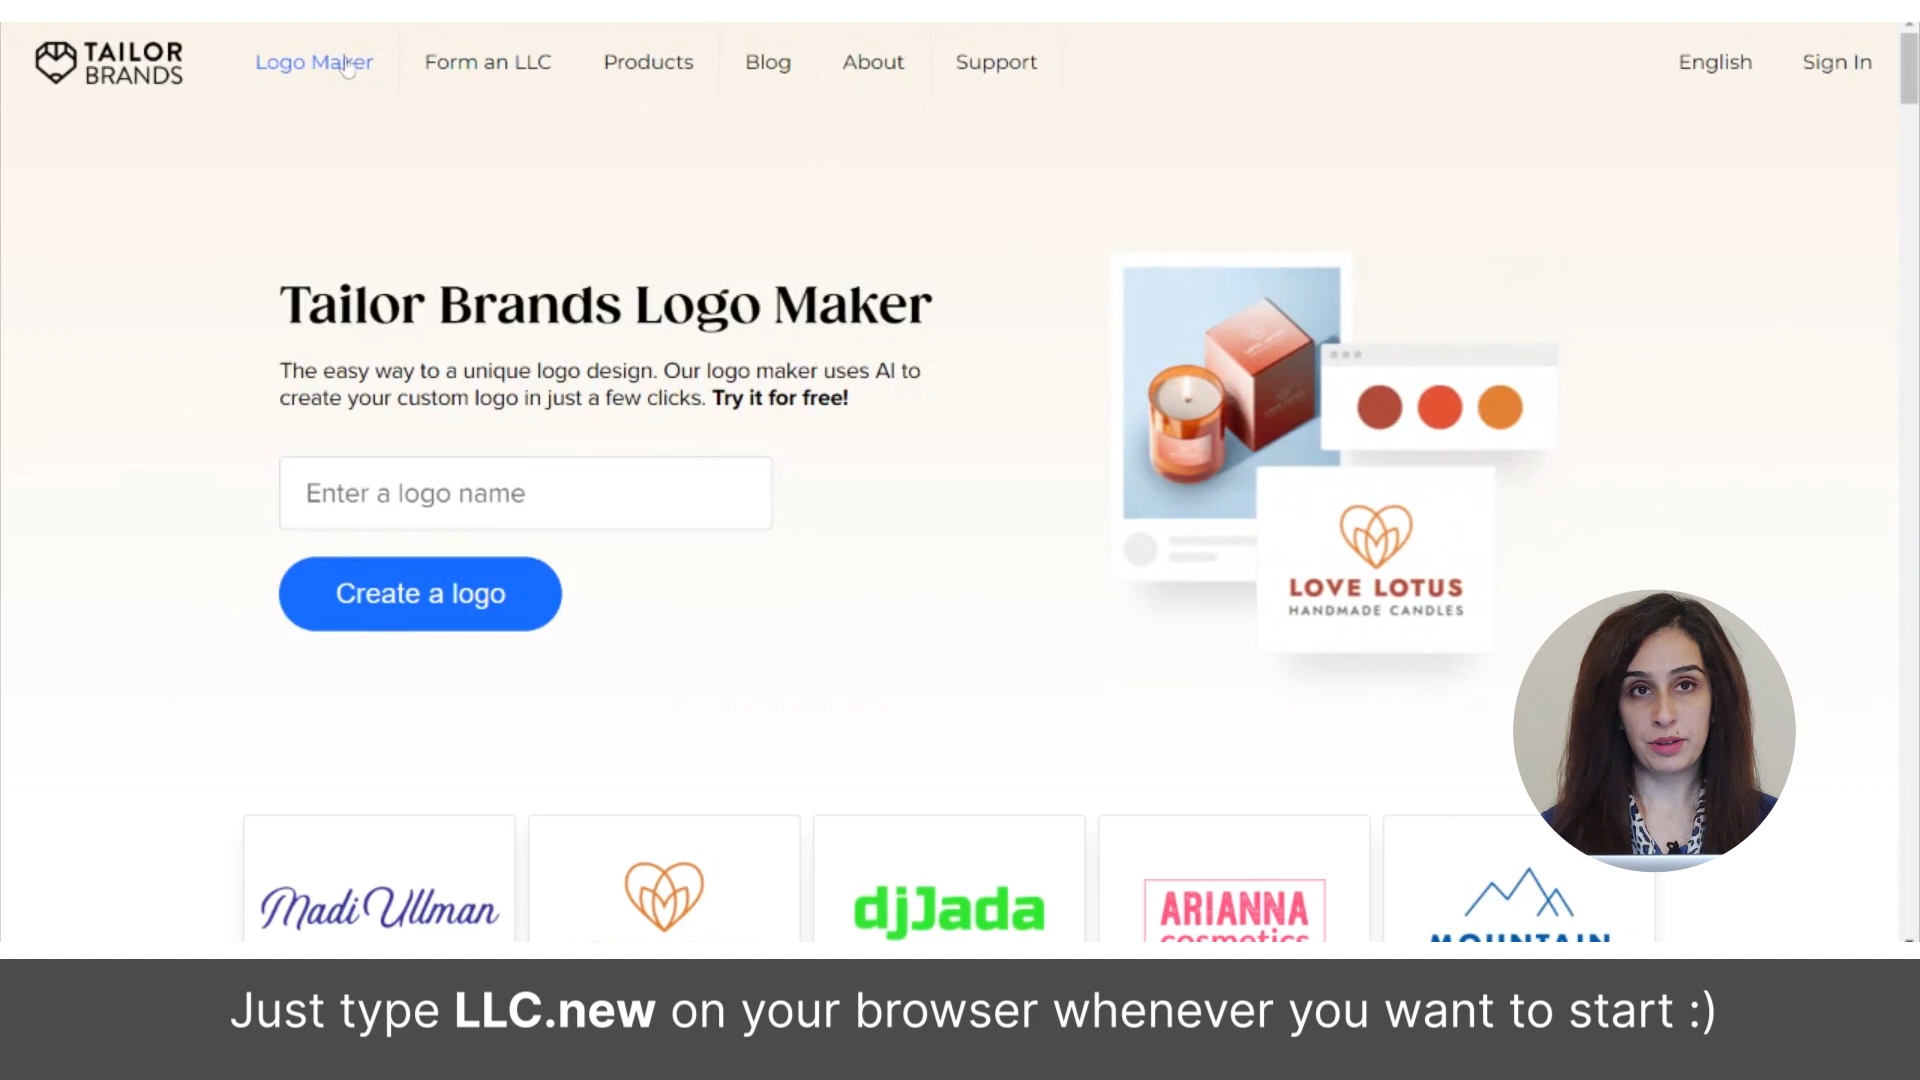 TAILOR
BRANDS
Logo Maker
Form an LLC
Products
Blog
About
Support
English
Sign In
Tailor Brands Logo Maker
The easy way to a unique logo design. Our logo maker uses AI to
create your custom logo in just a few clicks. Try it for free!
Enter a logo name
Create a logo
LOVE LOTUS
HANDMADE CANDLES
Madi Ullman
djJada
ARIANNA
cosmetics
MOUNTAIN
Just type LLC.new on your browser whenever you want to start :)